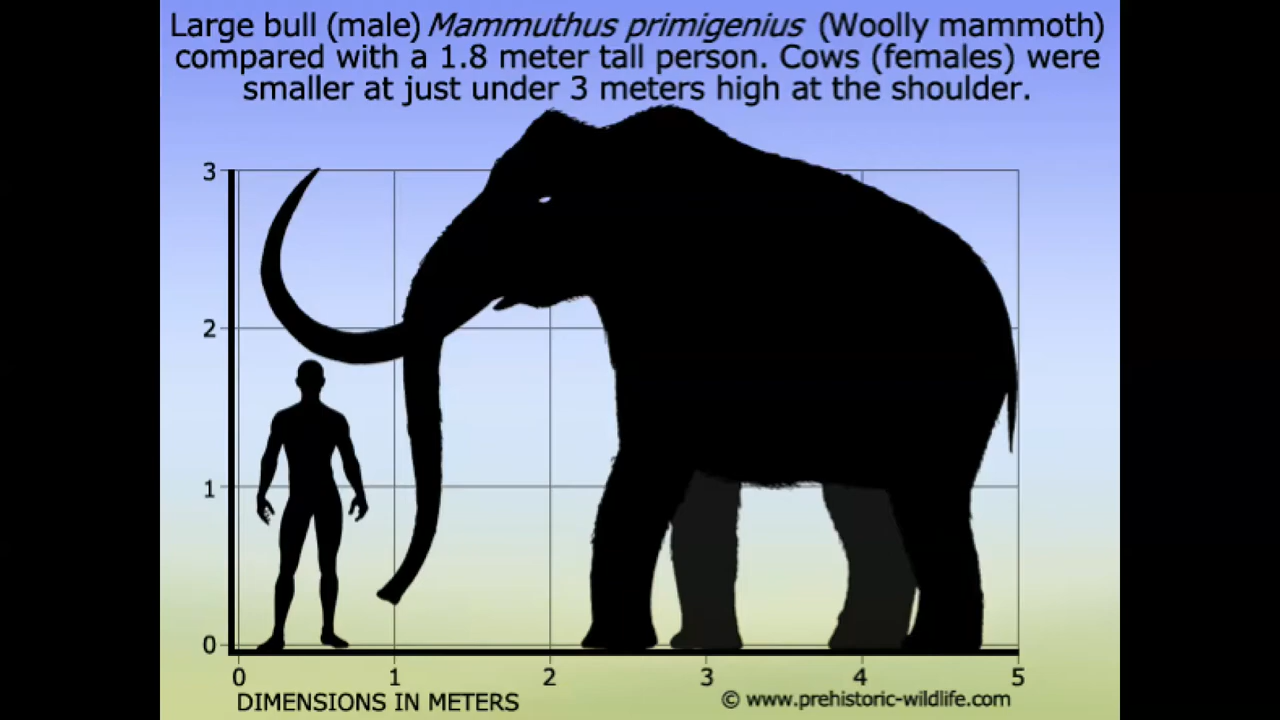 Large bull (male) Mammuthus primigenius (Woolly mammoth)
compared with a 1.8 meter tall person. Cows (females) were
smaller at just under 3 meters high at the shoulder.
3
2
1
0
0 1 2 3 4 5
DIMENSIONS IN METERS
© www.prehistoric-wildlife.com